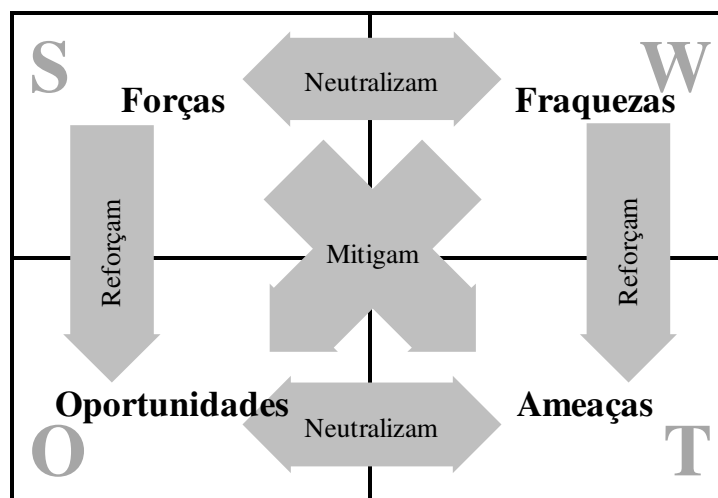 S
W
Neutralizam
Forças
Fraquezas
Reforçam
Mitigam
Reforçam
Oportunidades
Ameaças
Neutralizam
O
T